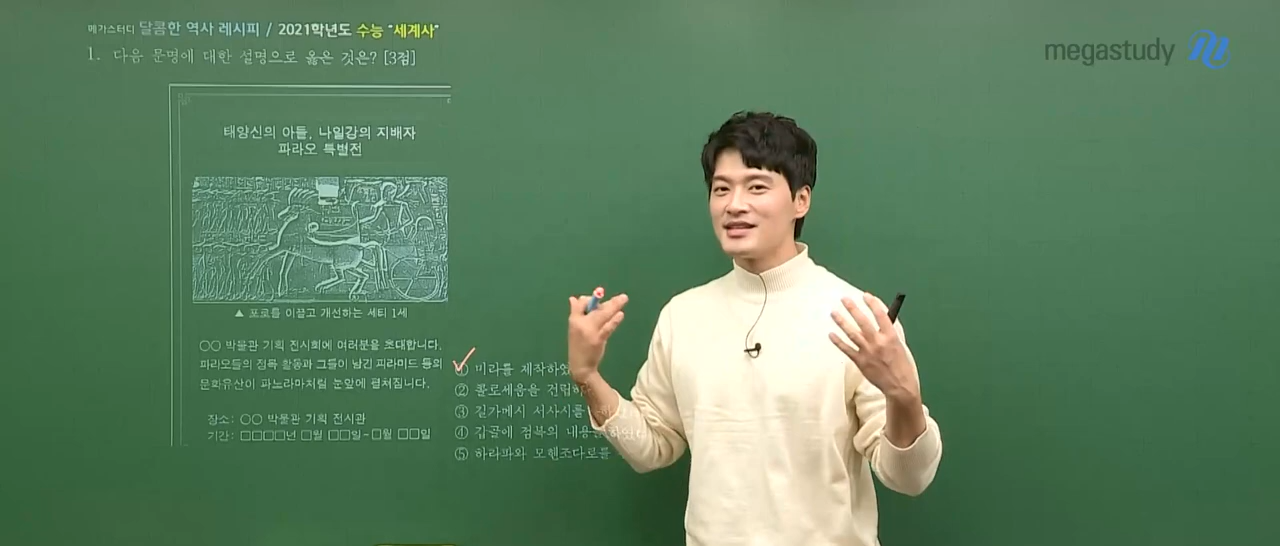 메가스터디 달콤한 역사 레시피 / 2021학년도 수능 "세계사"
megastudy
1. 다음 문명에 대한 설명으로 옳은 것은? [3점]
태양신의 아들, 나일강의 지배자
파라오 특별전
▲ 포로를 이끌고 개선하는 세티 1세
○○ 박물관 기획 전시회에 여러분을 초대합니다.
파라오들의 정복 활동과 그들이 남긴 피라미드 등의
문화유산이 파노라마처럼 눈앞에 펼쳐집니다.
장소: ○○ 박물관 기획 전시관
기간: □□□□년 □월 □□일-□월 □□일
① 미라를 제작하였
② 콜로세움을 건립하
③ 길가메시 서사시를
④ 갑골에 점복의 내용을
⑤ 하라파와 모헨조다로를